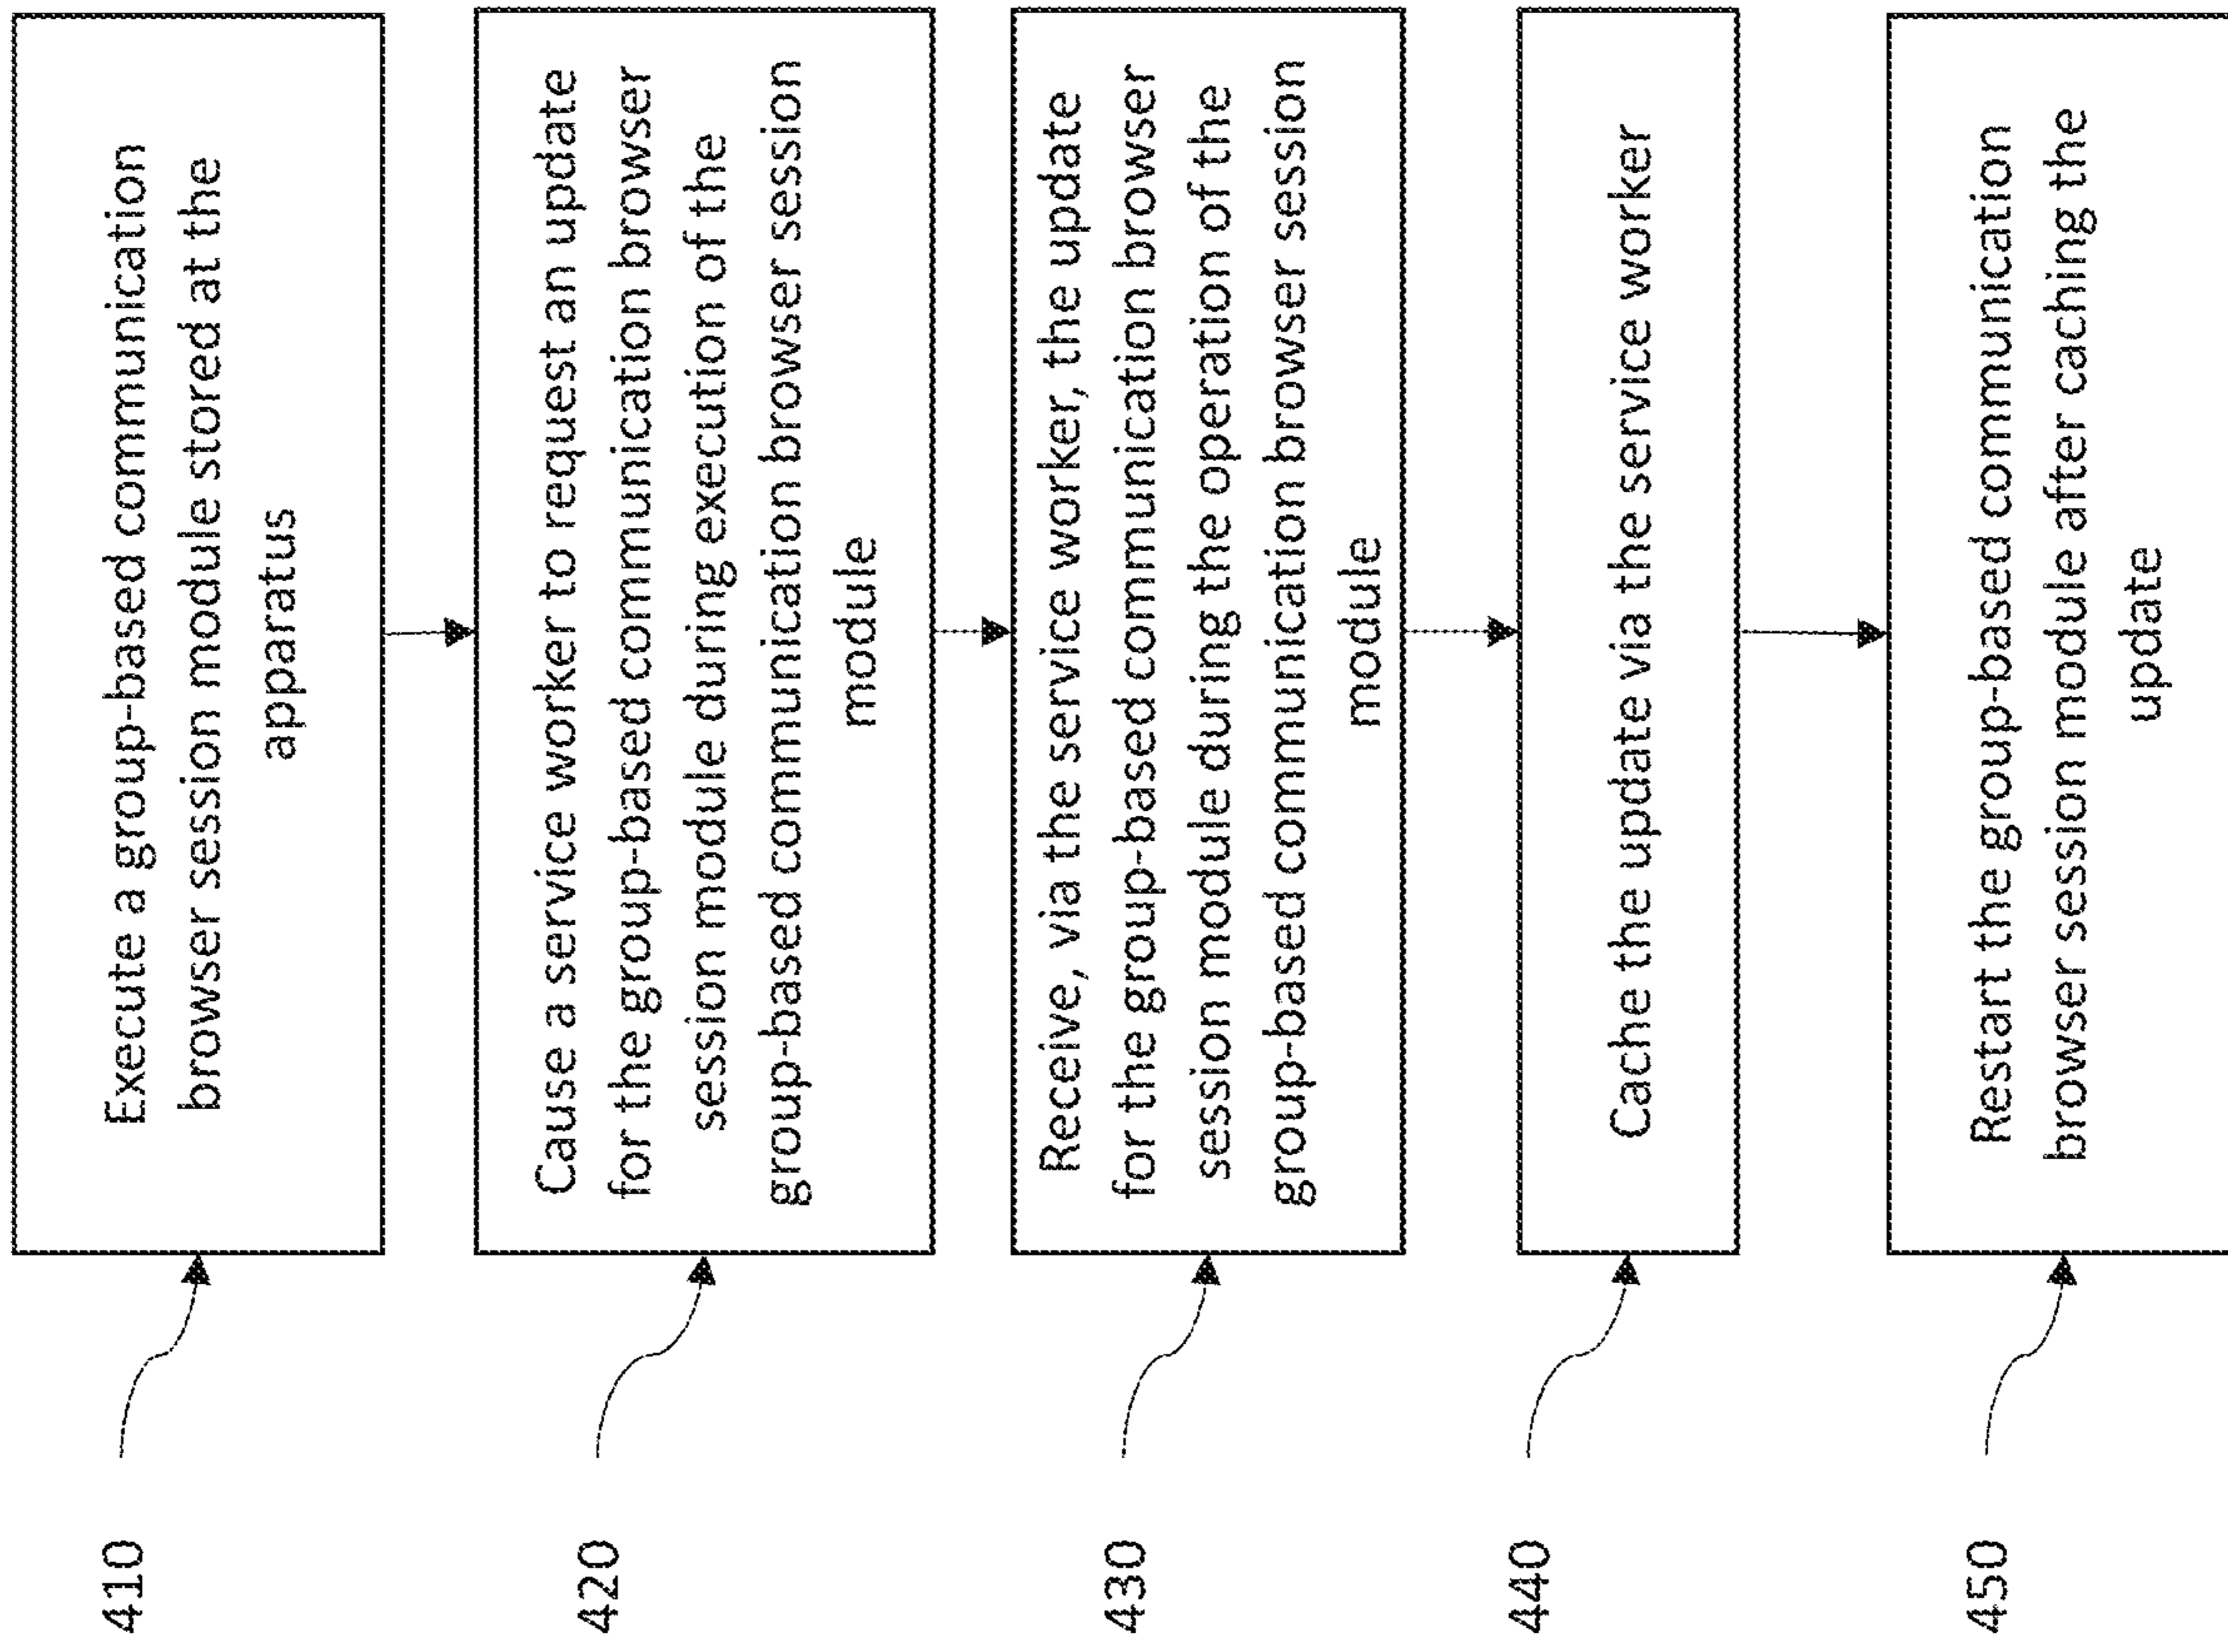 410
Execute a group-based communication
browser session module stored at the
apparatus
420
Cause a service worker to request an update
for the group-based communication browser
session module during execution of the
group-based communication browser session
module
430
Receive, via the service worker, the update
for the group-based communication browser
session module during the operation of the
group-based communication browser session
module
440
Cache the update via the service worker
450
Restart the group-based communication
browser session module after caching the
update